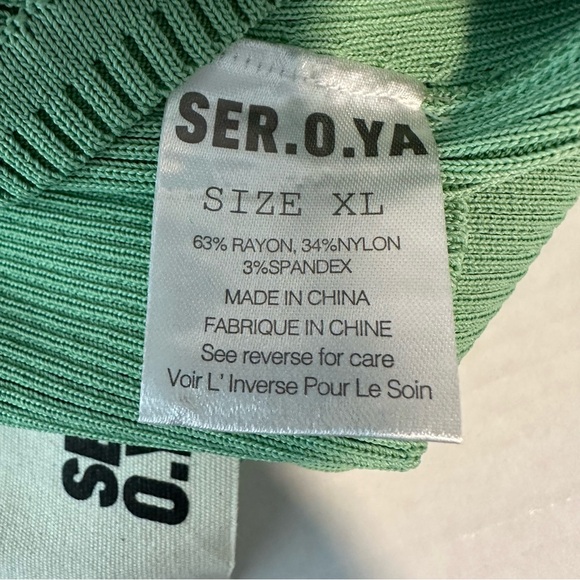 SER.O.YA
SIZE XL
63% RAYON, 34%NYLON
3%SPANDEX
MADE IN CHINA
FABRIQUE IN CHINE
See reverse for care
Voir L' Inverse Pour Le Soin
SE
O.Y